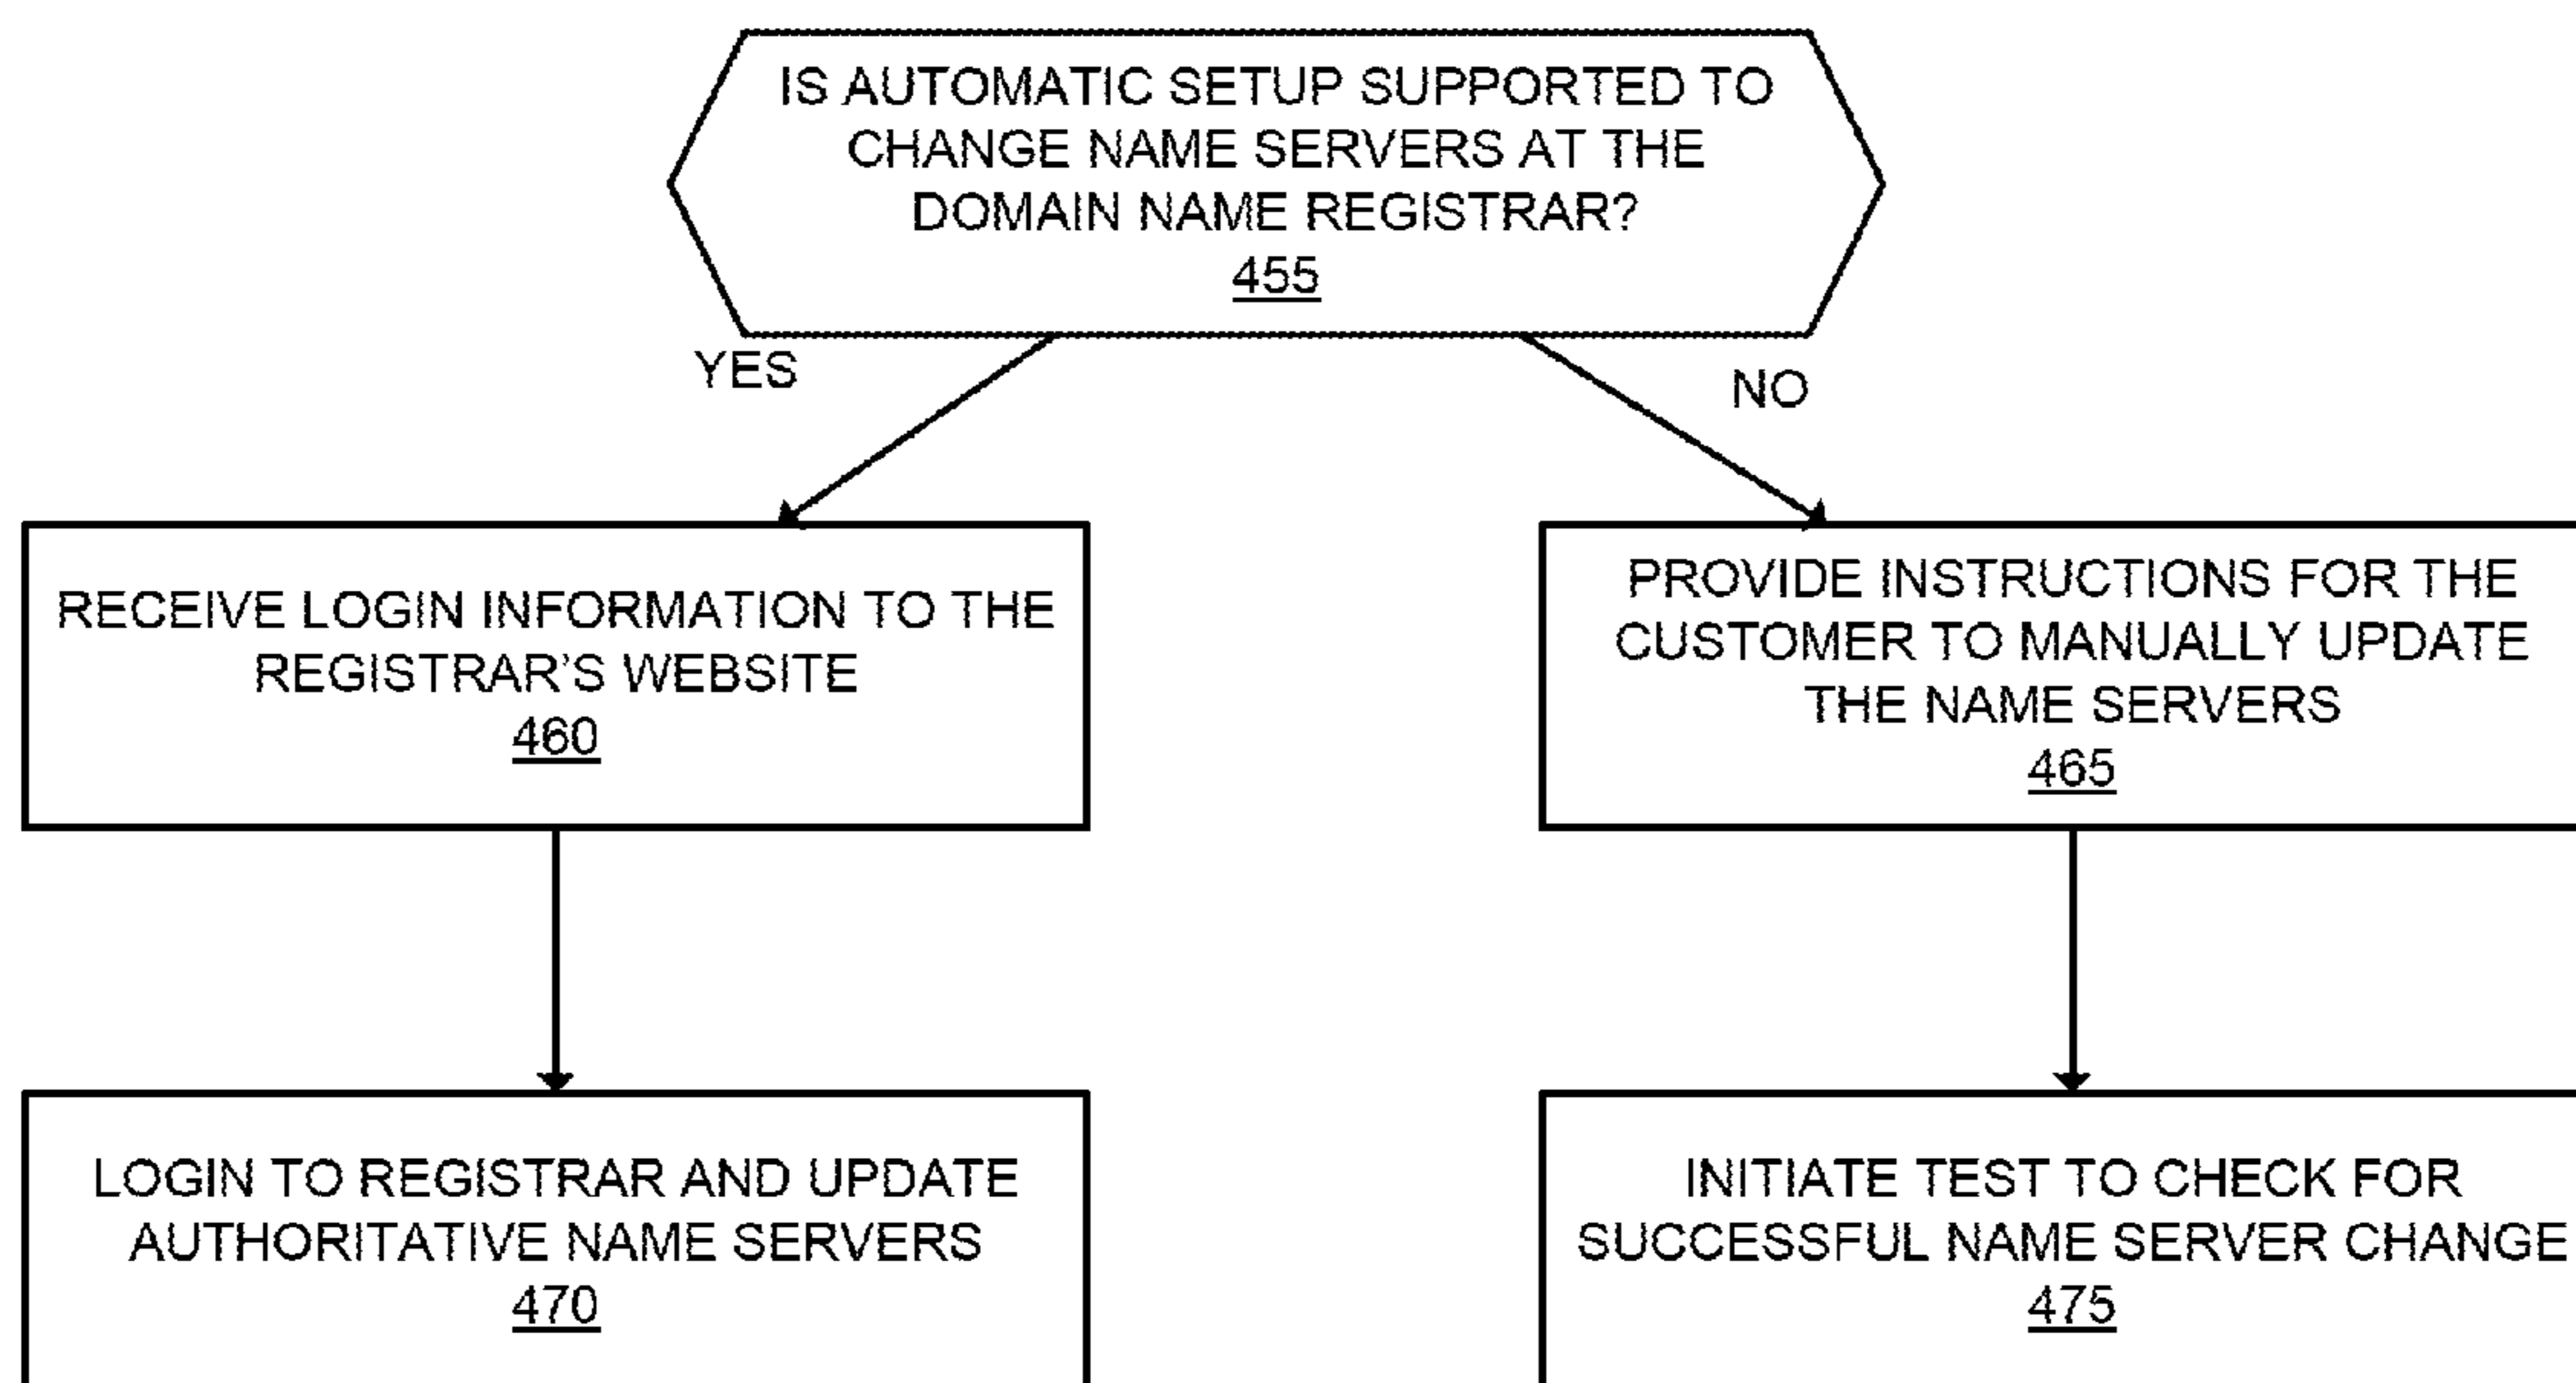 IS AUTOMATIC SETUP SUPPORTED TO
CHANGE NAME SERVERS AT THE
DOMAIN NAME REGISTRAR?
455
YES
NO
RECEIVE LOGIN INFORMATION TO THE
REGISTRAR'S WEBSITE
460
PROVIDE INSTRUCTIONS FOR THE
CUSTOMER TO MANUALLY UPDATE
THE NAME SERVERS
465
LOGIN TO REGISTRAR AND UPDATE
AUTHORITATIVE NAME SERVERS
470
INITIATE TEST TO CHECK FOR
SUCCESSFUL NAME SERVER CHANGE
475